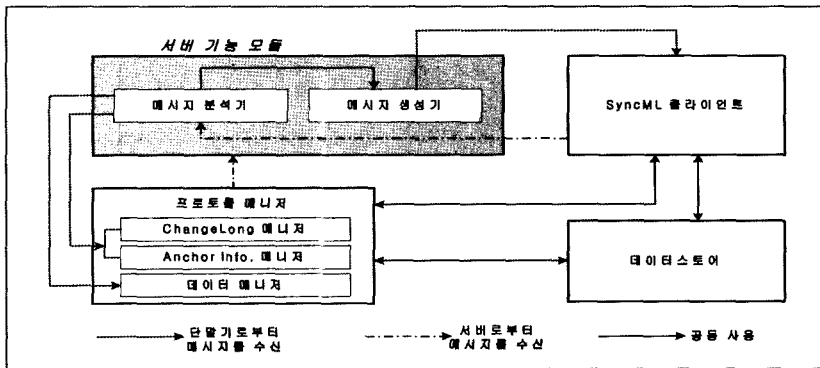 서버 기능 모듈
메시지 분석기
메시지 생성기
SyncML 클라이언트
프로토콜 매니저
ChangeLong 매니저
Anchor Info. 매니저
데이터 매니저
데이터스토어
단말기로부터
메시지를 수신
서버로부터
메시지를 수신
공동 사용